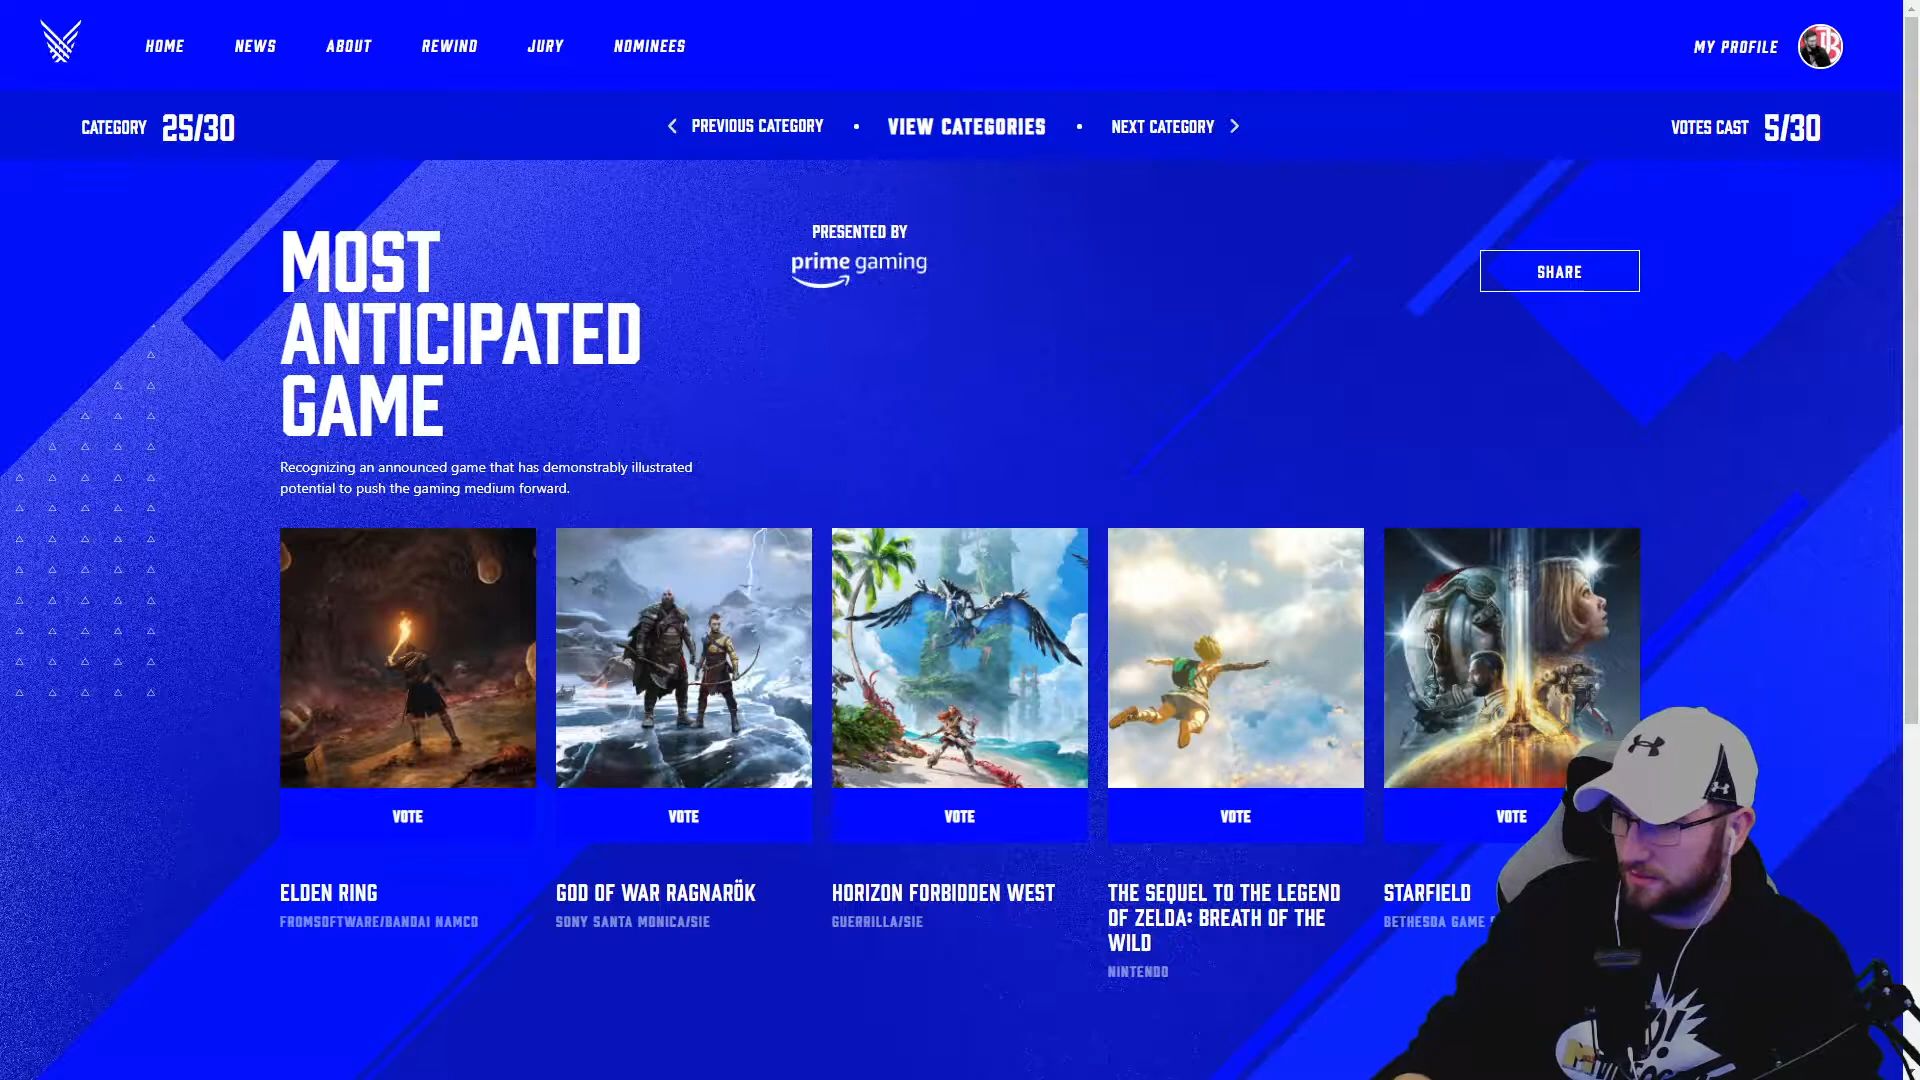 HOME NEWS ABOUT REWIND JURY NOMINEES MY PROFILE
CATEGORY 25/30 PREVIOUS CATEGORY • VIEW CATEGORIES • NEXT CATEGORY VOTES CAST 5/30
MOST
ANTICIPATED
GAME
PRESENTED BY
prime gaming
SHARE
Recognizing an announced game that has demonstrably illustrated
potential to push the gaming medium forward.
VOTE VOTE VOTE VOTE VOTE
ELDEN RING
FROMSOFTWARE/BANDAI NAMCO
GOD OF WAR RAGNARÖK
SONY SANTA MONICA/SIE
HORIZON FORBIDDEN WEST
GUERRILLA/SIE
THE SEQUEL TO THE LEGEND
OF ZELDA: BREATH OF THE
WILD
NINTENDO
STARFIELD
BETHESDA GAME